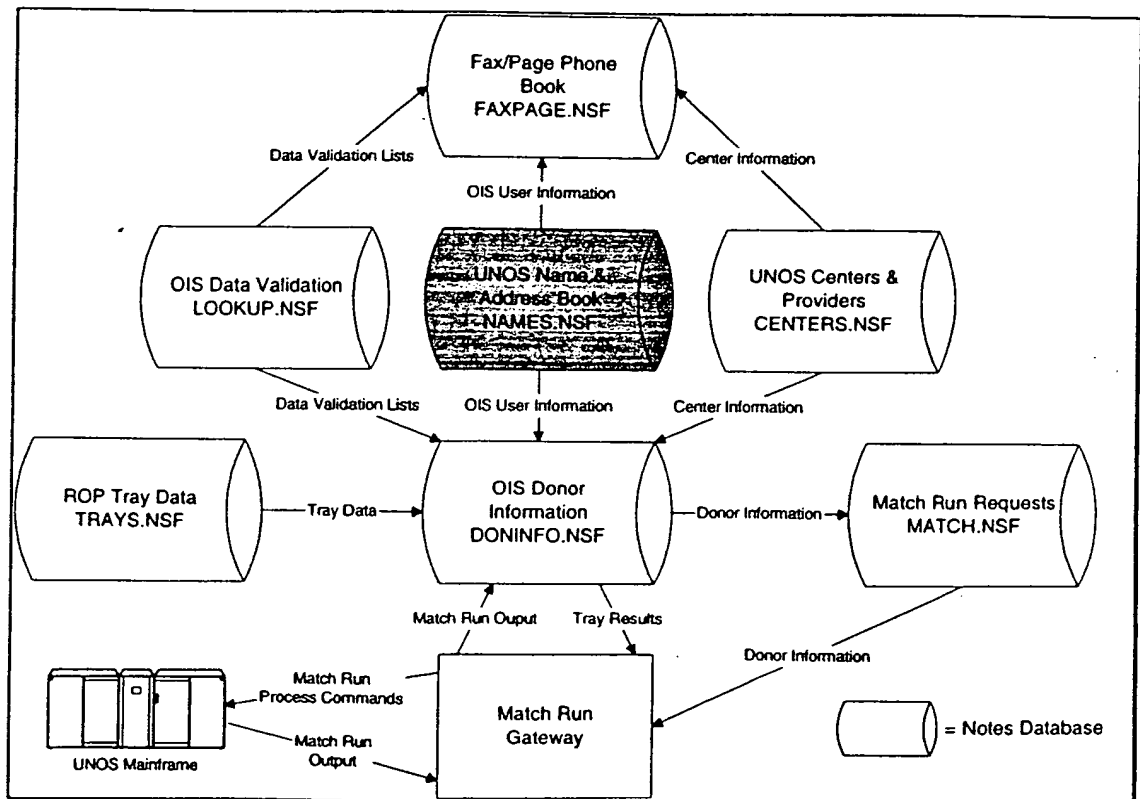 Fax/Page Phone
Book
FAXPAGE.NSF
Data Validation Lists
Center Information
OIS User Information
OIS Data Validation
LOOKUP.NSF
UNOS Name &
Address Book
NAMES.NSF
UNOS Centers &
Providers
CENTERS.NSF
Data Validation Lists
OIS User Information
Center Information
ROP Tray Data
TRAYS.NSF
Tray Data
OIS Donor
Information
DONINFO.NSF
Donor Information
Match Run Requests
MATCH.NSF
Match Run Ouput
Tray Results
Donor Information
Match Run
Process Commands
Match Run
Gateway
Match Run
Output
UNOS Mainframe
= Notes Database